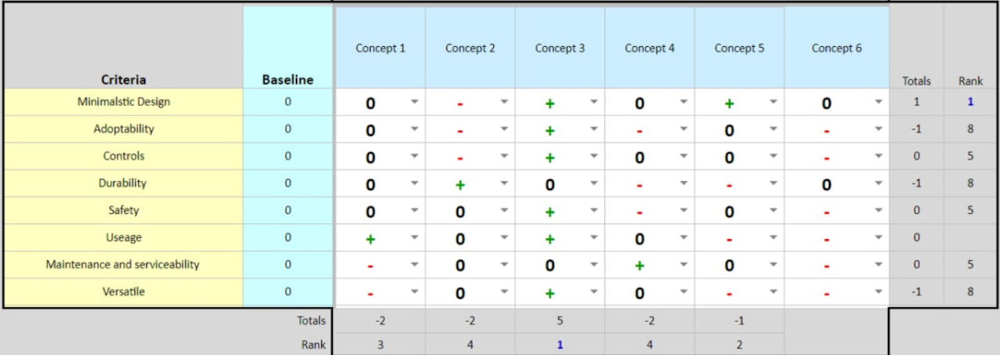 Criteria Baseline Concept 1 Concept 2 Concept 3 Concept 4 Concept 5 Concept 6 Totals Rank
Minimalstic Design 0 0 - + 0 + 0 1 1
Adoptability 0 0 - + - 0 - -1 8
Controls 0 0 - + 0 0 - 0 5
Durability 0 0 + 0 - - 0 -1 8
Safety 0 0 0 + - 0 - 0 5
Useage 0 + 0 + 0 - - 0
Maintenance and serviceability 0 - 0 0 + 0 - 0 5
Versatile 0 - 0 + 0 - - -1 8
Totals -2 -2 5 -2 -1
Rank 3 4 1 4 2